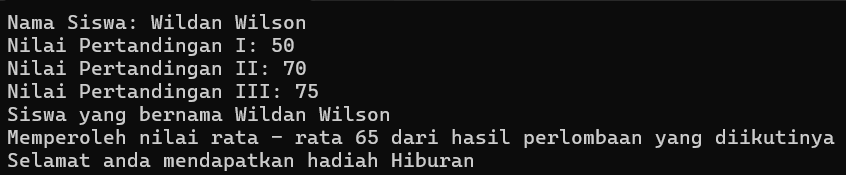 Nama Siswa: Wildan Wilson
Nilai Pertandingan I: 50
Nilai Pertandingan II: 70
Nilai Pertandingan III: 75
Siswa yang bernama Wildan Wilson
Memperoleh nilai rata - rata 65 dari hasil perlombaan yang diikutinya
Selamat anda mendapatkan hadiah Hiburan